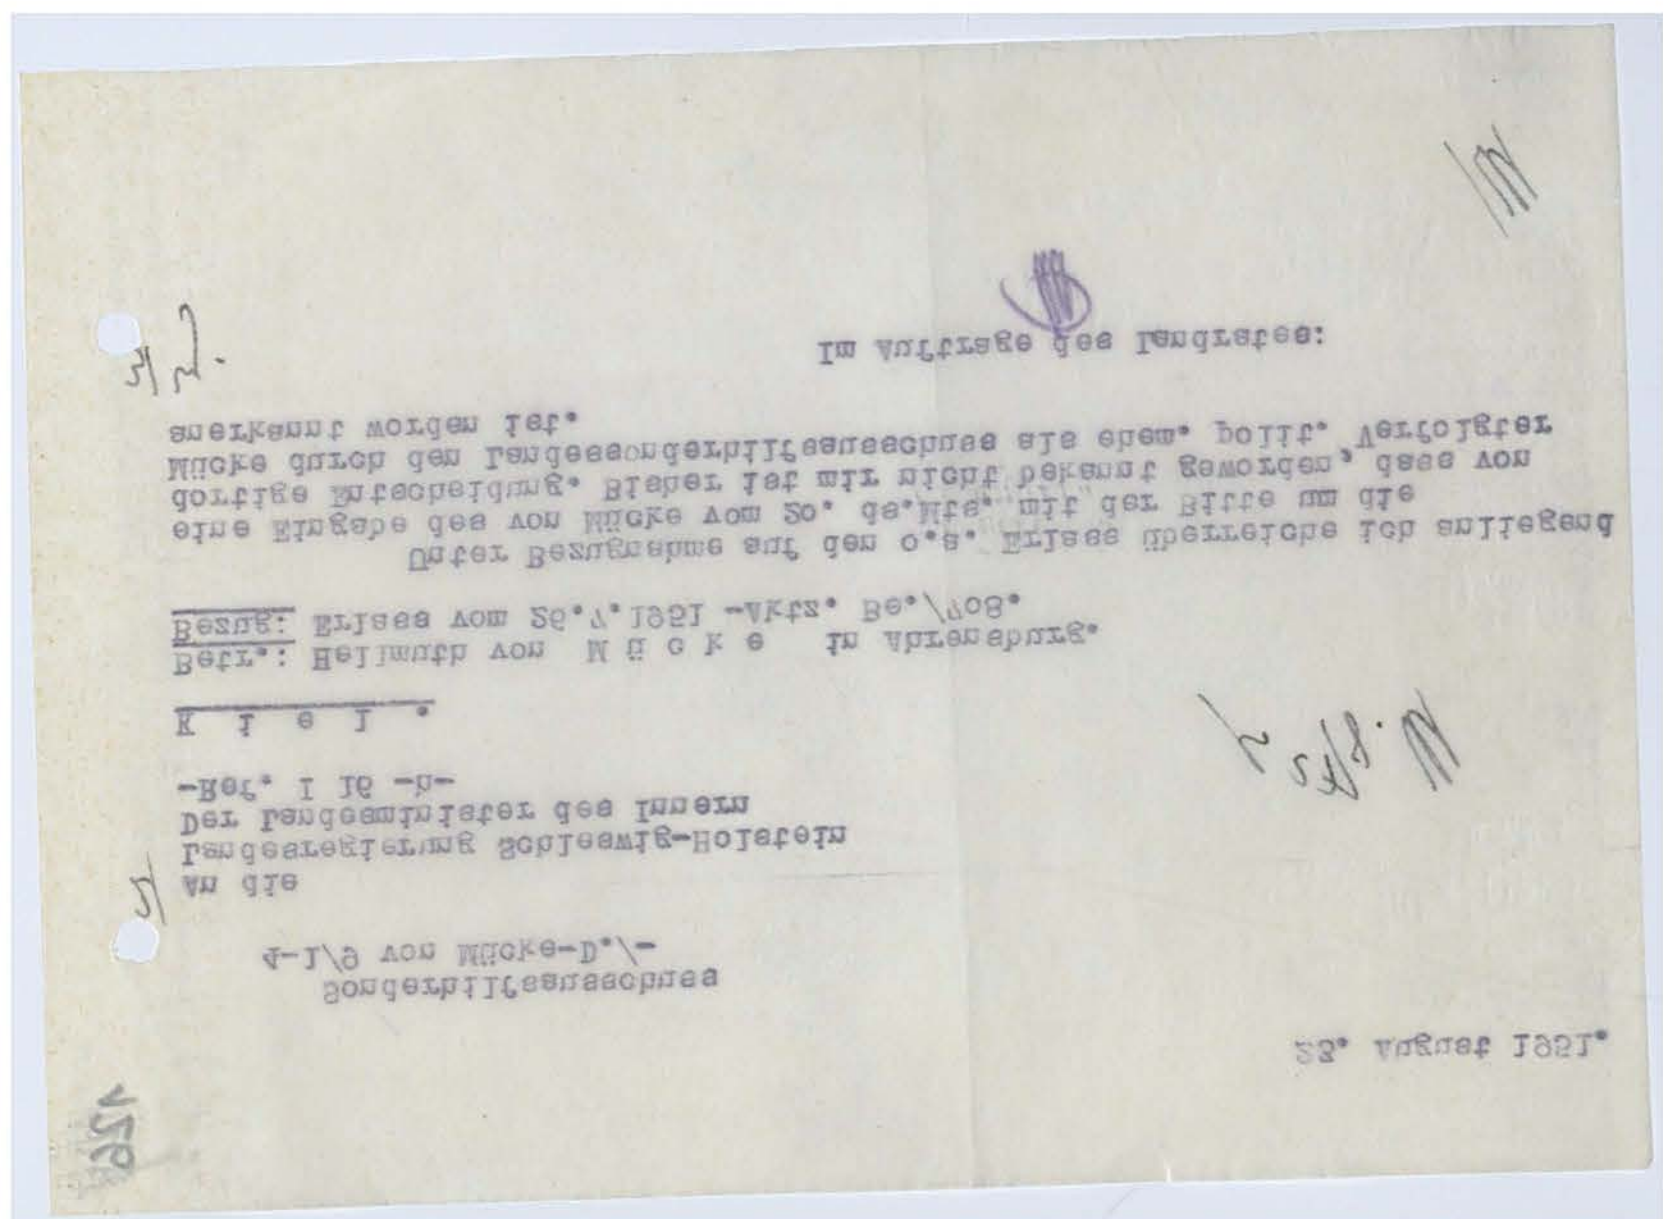 23. August 1951.
Sonderhilfsausschuss
4-1/9 von Mücke-D./-
An die
Landesregierung Schleswig-Holstein
Der Landesminister des Innern
-Ref. I 16 -h-
K i e l .
Betr.: Hellmuth von M ü c k e in Ahrensburg.
Bezug: Erlass vom 26.7.1951 -Aktz. Be./708.
Unter Bezugnahme auf den o.a. Erlass überreiche ich anliegend
eine Eingabe des von Mücke vom 20. ds.Mts. mit der Bitte um die
dortige Entscheidung. Bisher ist mir nicht bekannt geworden, dass von
Mücke durch den Landessonderhilfsausschuss als ehem. polit. Verfolgter
anerkannt worden ist.
Im Auftrage des Landrates: